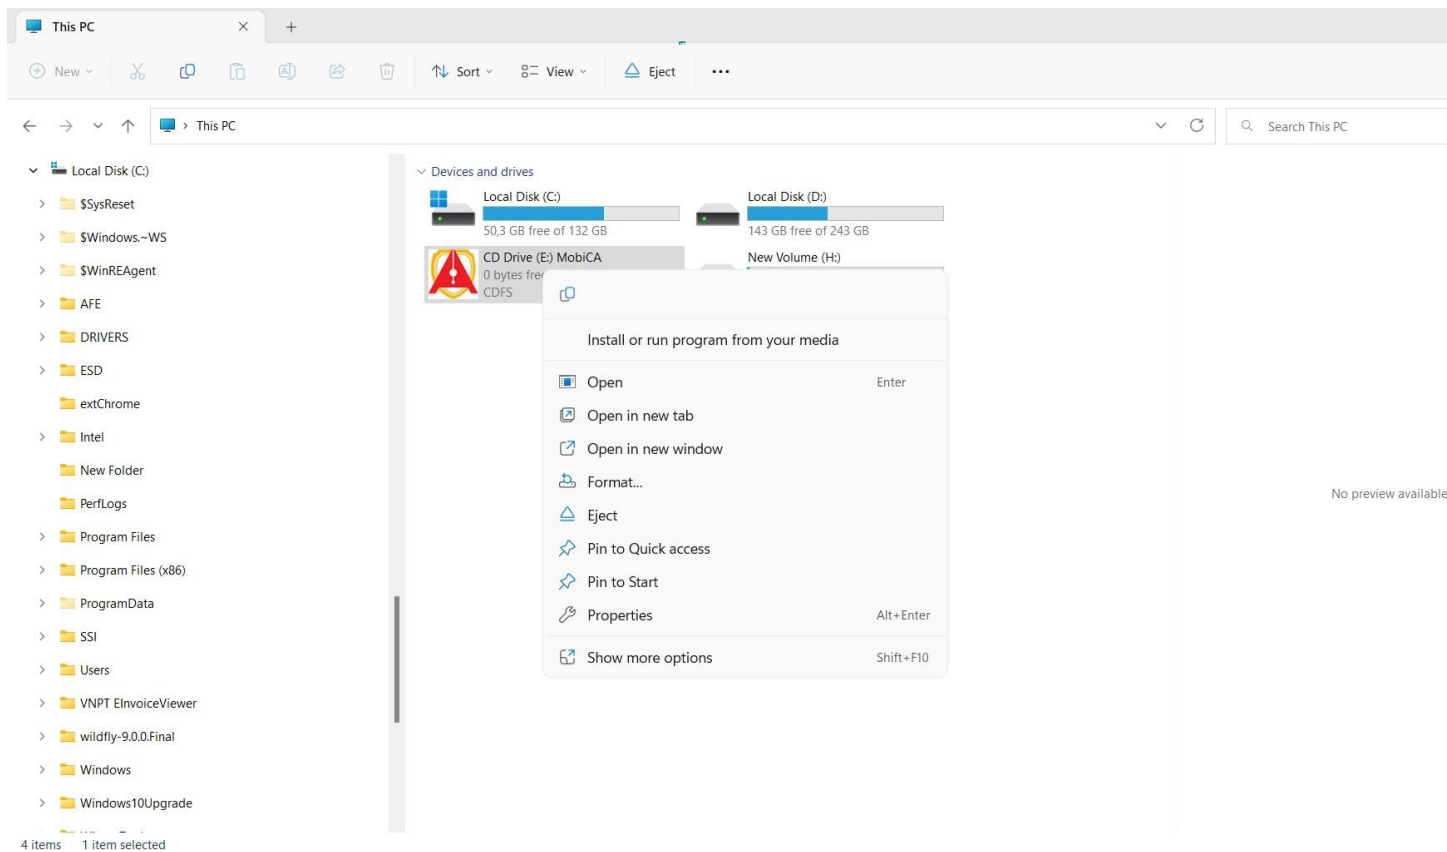 This PC
New
Sort
View
Eject
This PC
Search This PC
Local Disk (C:)
$SysReset
$Windows.~WS
$WinREAgent
AFE
DRIVERS
ESD
extChrome
Intel
New Folder
PerfLogs
Program Files
Program Files (x86)
ProgramData
SSI
Users
VNPT EInvoiceViewer
wildfly-9.0.0.Final
Windows
Windows10Upgrade
Devices and drives
Local Disk (C:)
50,3 GB free of 132 GB
Local Disk (D:)
143 GB free of 243 GB
CD Drive (E:) MobiCA
0 bytes free
CDFS
New Volume (H:)
Install or run program from your media
Open Enter
Open in new tab
Open in new window
Format...
Eject
Pin to Quick access
Pin to Start
Properties Alt+Enter
Show more options Shift+F10
No preview available
4 items 1 item selected